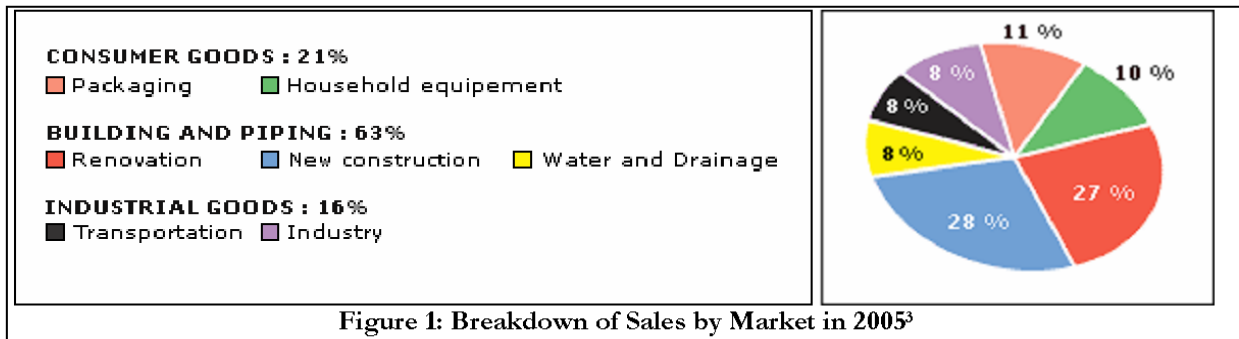 CONSUMER GOODS : 21%
Packaging Household equipement
BUILDING AND PIPING : 63%
Renovation New construction Water and Drainage
INDUSTRIAL GOODS : 16%
Transportation Industry
11 %
10 %
27 %
28 %
8 %
8 %
8 %
Figure 1: Breakdown of Sales by Market in 2005³